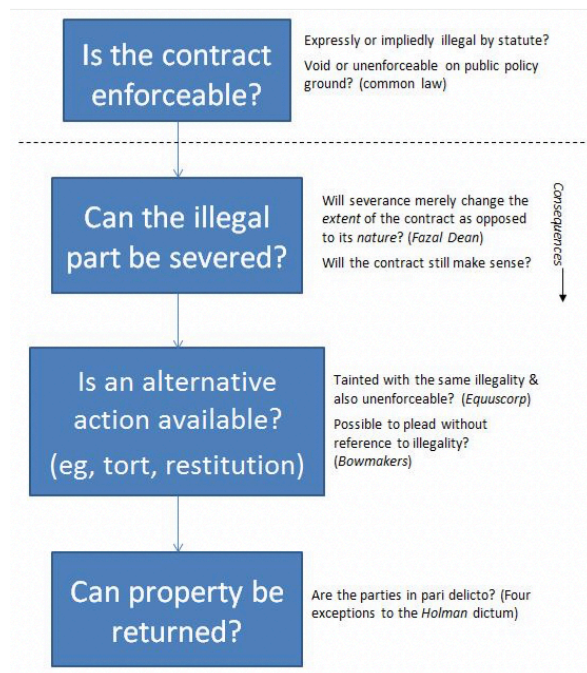 Is the contract
enforceable?
Expressly or impliedly illegal by statute?
Void or unenforceable on public policy
ground? (common law)
Can the illegal
part be severed?
Will severance merely change the
extent of the contract as opposed
to its nature? (Fazal Dean)
Will the contract still make sense?
Consequences
Is an alternative
action available?
(eg, tort, restitution)
Tainted with the same illegality &
also unenforceable? (Equuscorp)
Possible to plead without
reference to illegality?
(Bowmakers)
Can property be
returned?
Are the parties in pari delicto? (Four
exceptions to the Holman dictum)